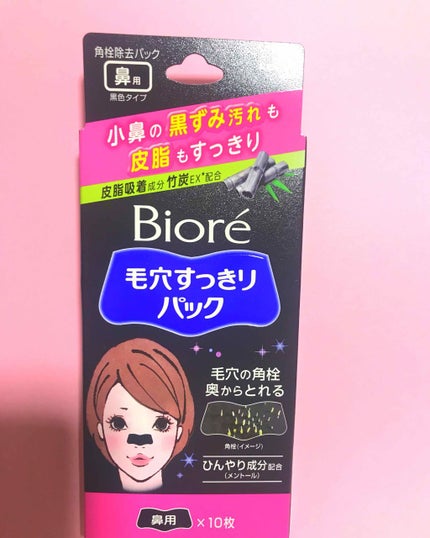 角栓除去パック
鼻用
黒色タイプ
小鼻の黒ずみ汚れも
皮脂もすっきり
皮脂吸着成分竹炭EX*配合
Bioré
毛穴すっきり
パック
毛穴の角栓
奥からとれる
角栓(イメージ)
ひんやり成分配合
(メントール)
鼻用 ×10枚